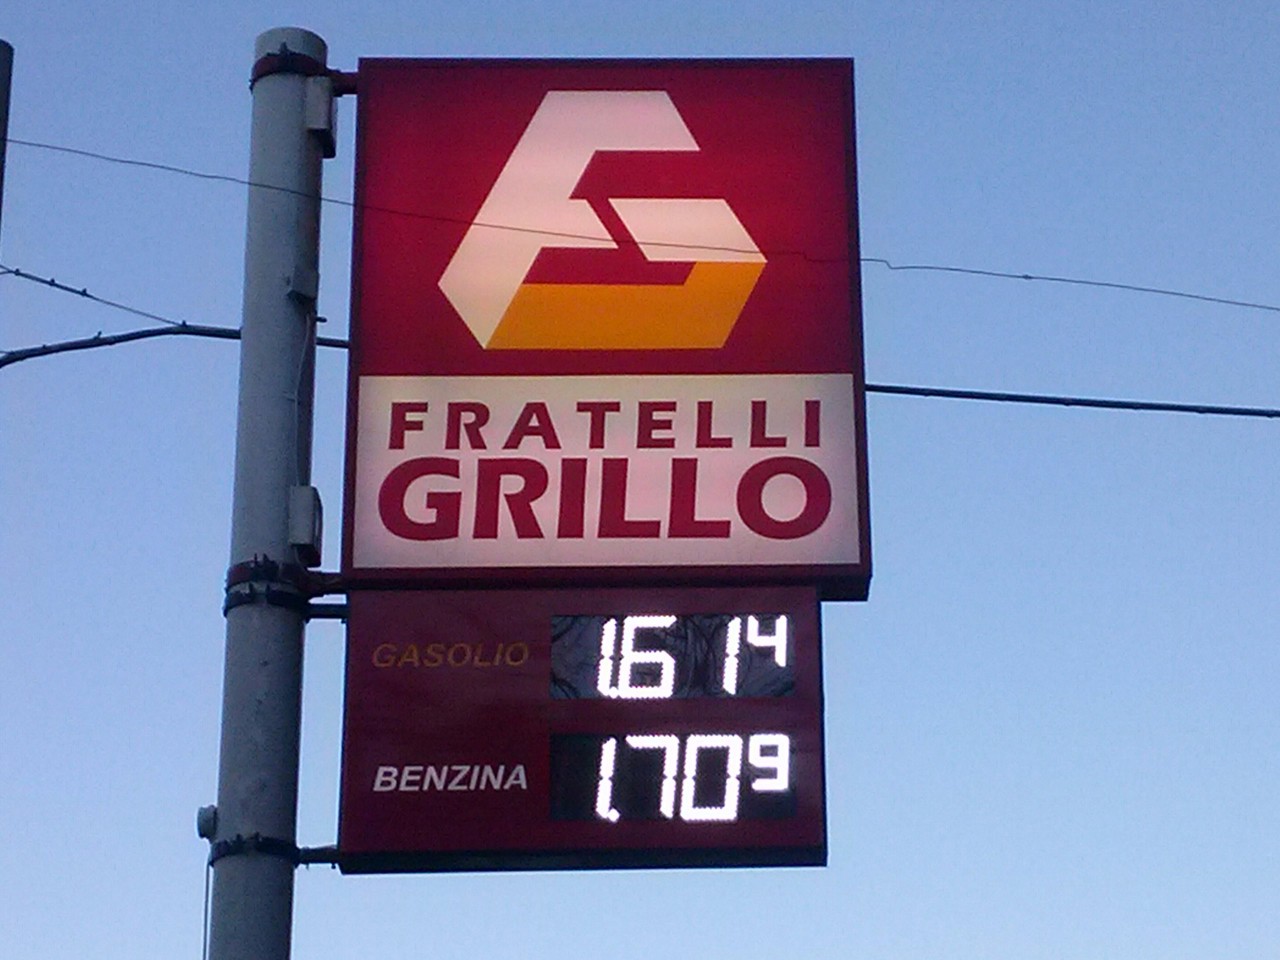 FRATELLI
GRILLO
GASOLIO 1.614
BENZINA 1.709